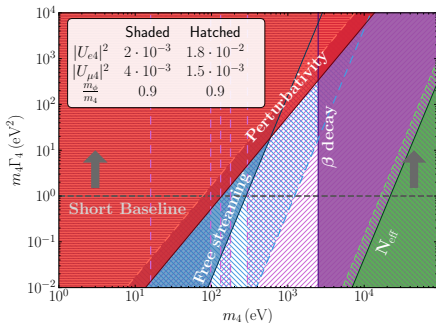 Shaded Hatched
|U_{e4}|^2 2 · 10^{-3} 1.8 · 10^{-2}
|U_{μ4}|^2 4 · 10^{-3} 1.5 · 10^{-3}
m_ϕ/m_4 0.9 0.9
Perturbativity
β decay
Short Baseline
Free streaming
N_{eff}
m_4Γ_4 (eV^2)
10^4
10^3
10^2
10^1
10^0
10^{-1}
10^{-2}
10^0 10^1 10^2 10^3 10^4
m_4 (eV)